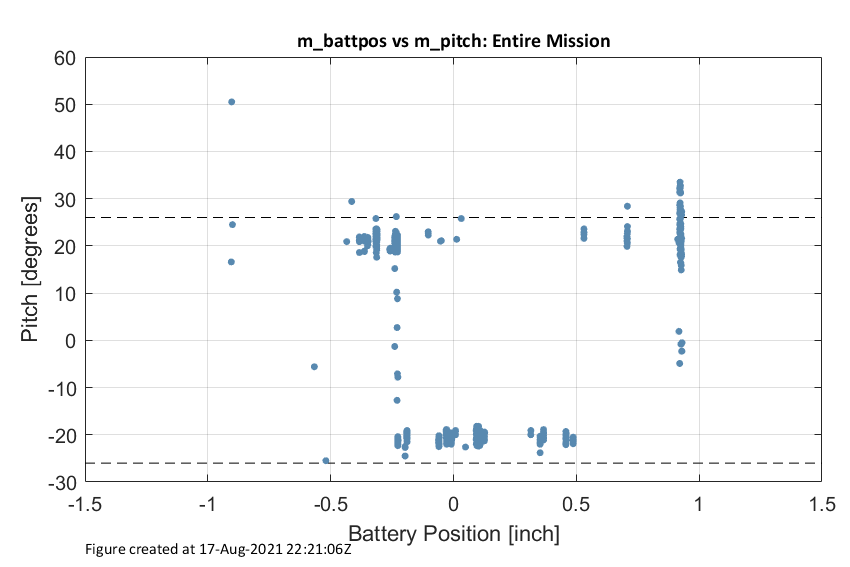 m_battpos vs m_pitch: Entire Mission
60
50
40
30
20
10
0
-10
-20
-30
Pitch [degrees]
-1.5 -1 -0.5 0 0.5 1 1.5
Battery Position [inch]
Figure created at 17-Aug-2021 22:21:06Z